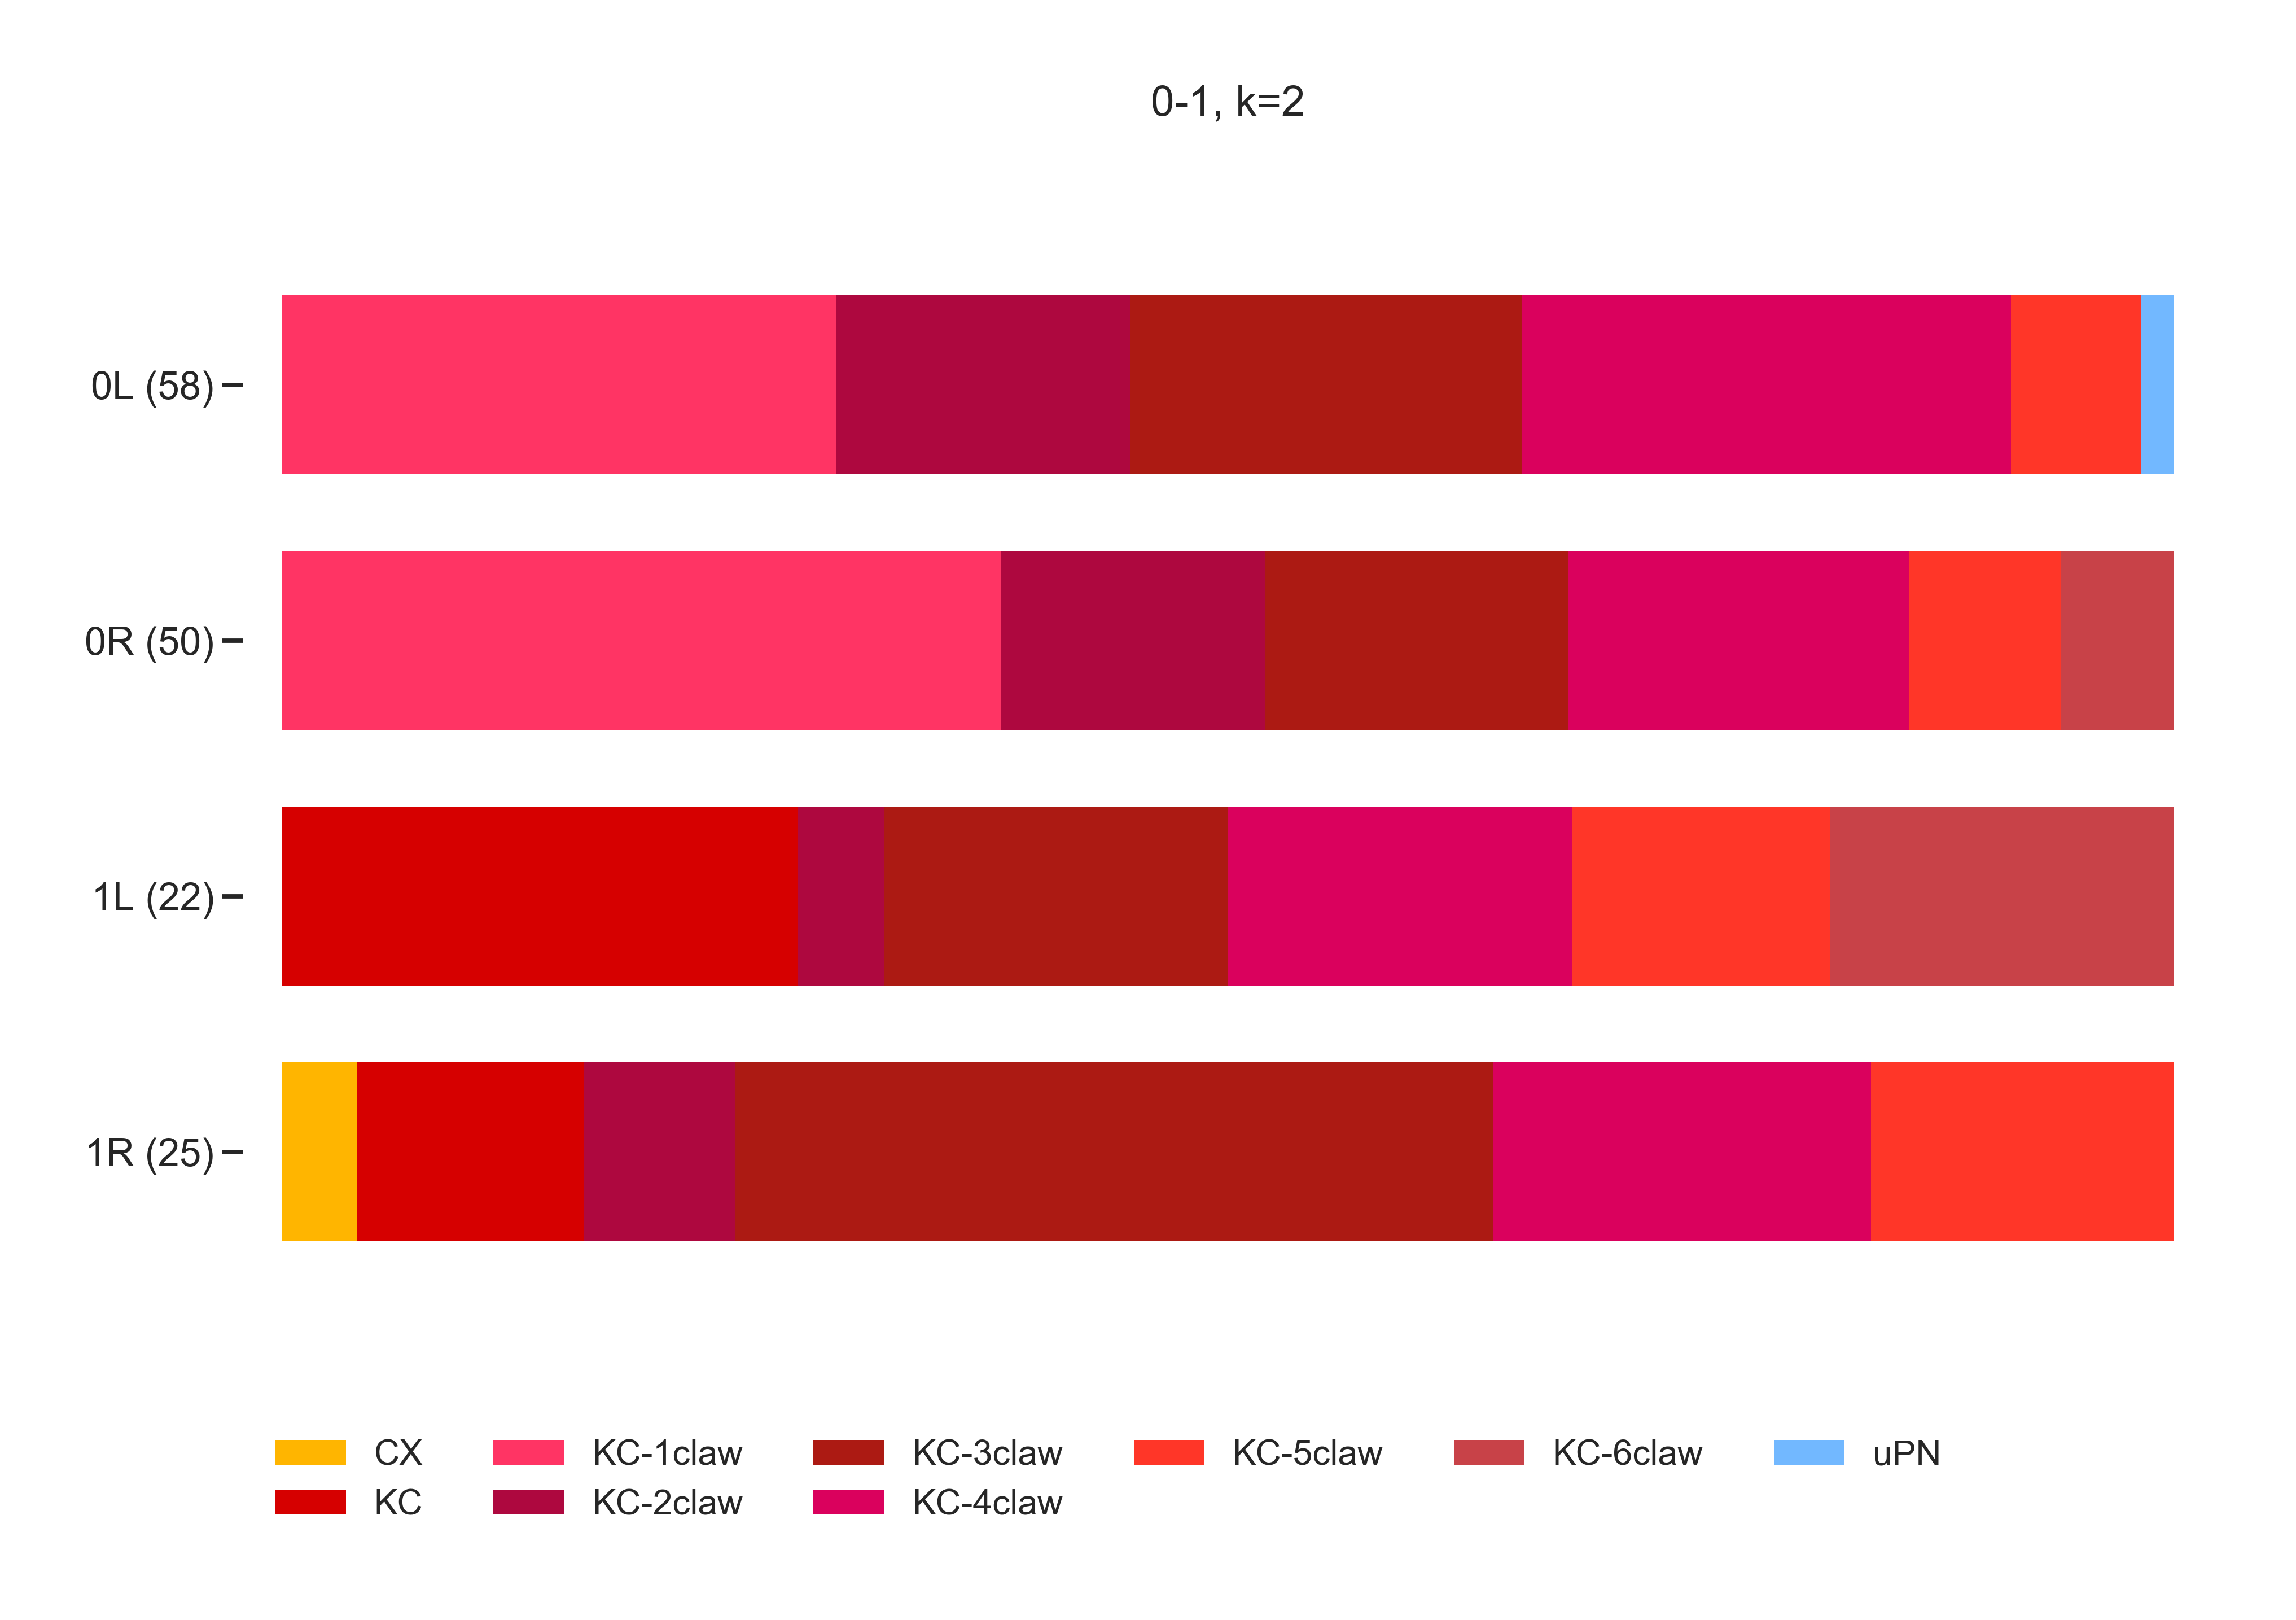 0-1, k=2
0L (58)
0R (50)
1L (22)
1R (25)
CX KC-1claw KC-3claw KC-5claw KC-6claw uPN
KC KC-2claw KC-4claw